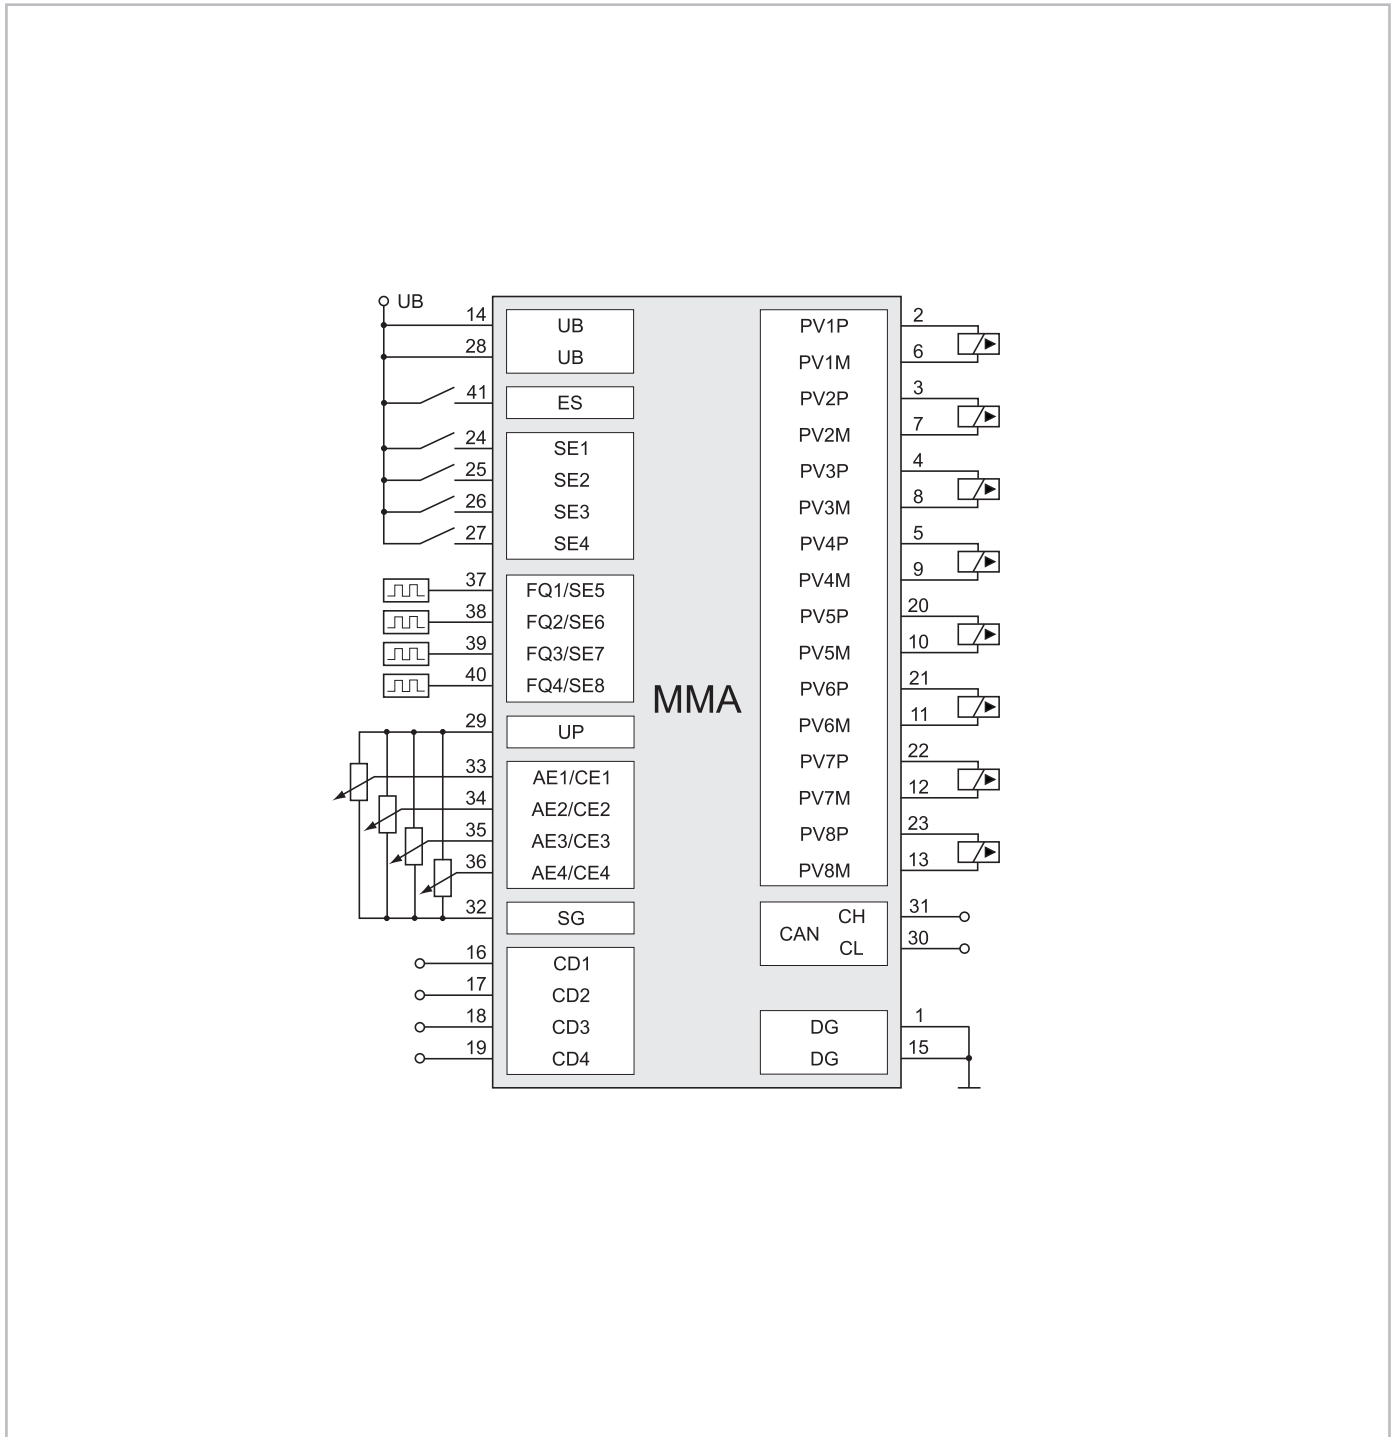 UB
14 UB
28 UB
41 ES
24 SE1
25 SE2
26 SE3
27 SE4
37 FQ1/SE5
38 FQ2/SE6
39 FQ3/SE7
40 FQ4/SE8
29 UP
33 AE1/CE1
34 AE2/CE2
35 AE3/CE3
36 AE4/CE4
32 SG
16 CD1
17 CD2
18 CD3
19 CD4
MMA
PV1P 2
PV1M 6
PV2P 3
PV2M 7
PV3P 4
PV3M 8
PV4P 5
PV4M 9
PV5P 20
PV5M 10
PV6P 21
PV6M 11
PV7P 22
PV7M 12
PV8P 23
PV8M 13
CH 31
CAN
CL 30
DG 1
DG 15